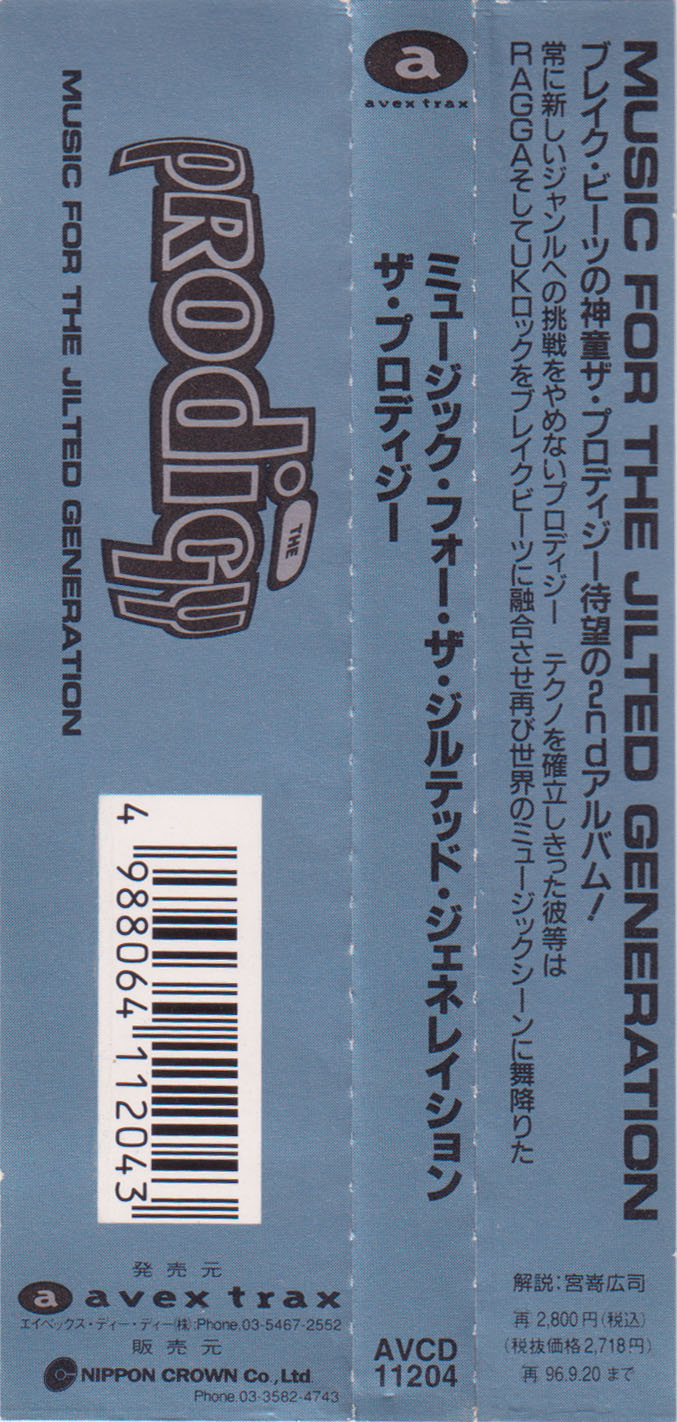 MUSIC FOR THE JILTED GENERATION
ブレイク・ビーツの神童ザ・プロディジー待望の2ndアルバム!
常に新しいジャンルへの挑戦をやめないプロディジー　テクノを確立しきった彼等は
RAGGAそしてUKロックをブレイクビーツに融合させ再び世界のミュージックシーンに舞降りた
解説:宮嵜広司
再 2,800円(税込)
(税抜価格2,718円)
再 96.9.20 まで
a
avex trax
ミュージック・フォー・ザ・ジルテッド・ジェネレイション
ザ・プロディジー
AVCD
11204
THE
PRODIGY
MUSIC FOR THE JILTED GENERATION
4 988064 112043
発売元
a avex trax
エイベックス・ディー・ディー(株):Phone.03-5467-2552
販売元
NIPPON CROWN Co.,Ltd.
Phone.03-3582-4743